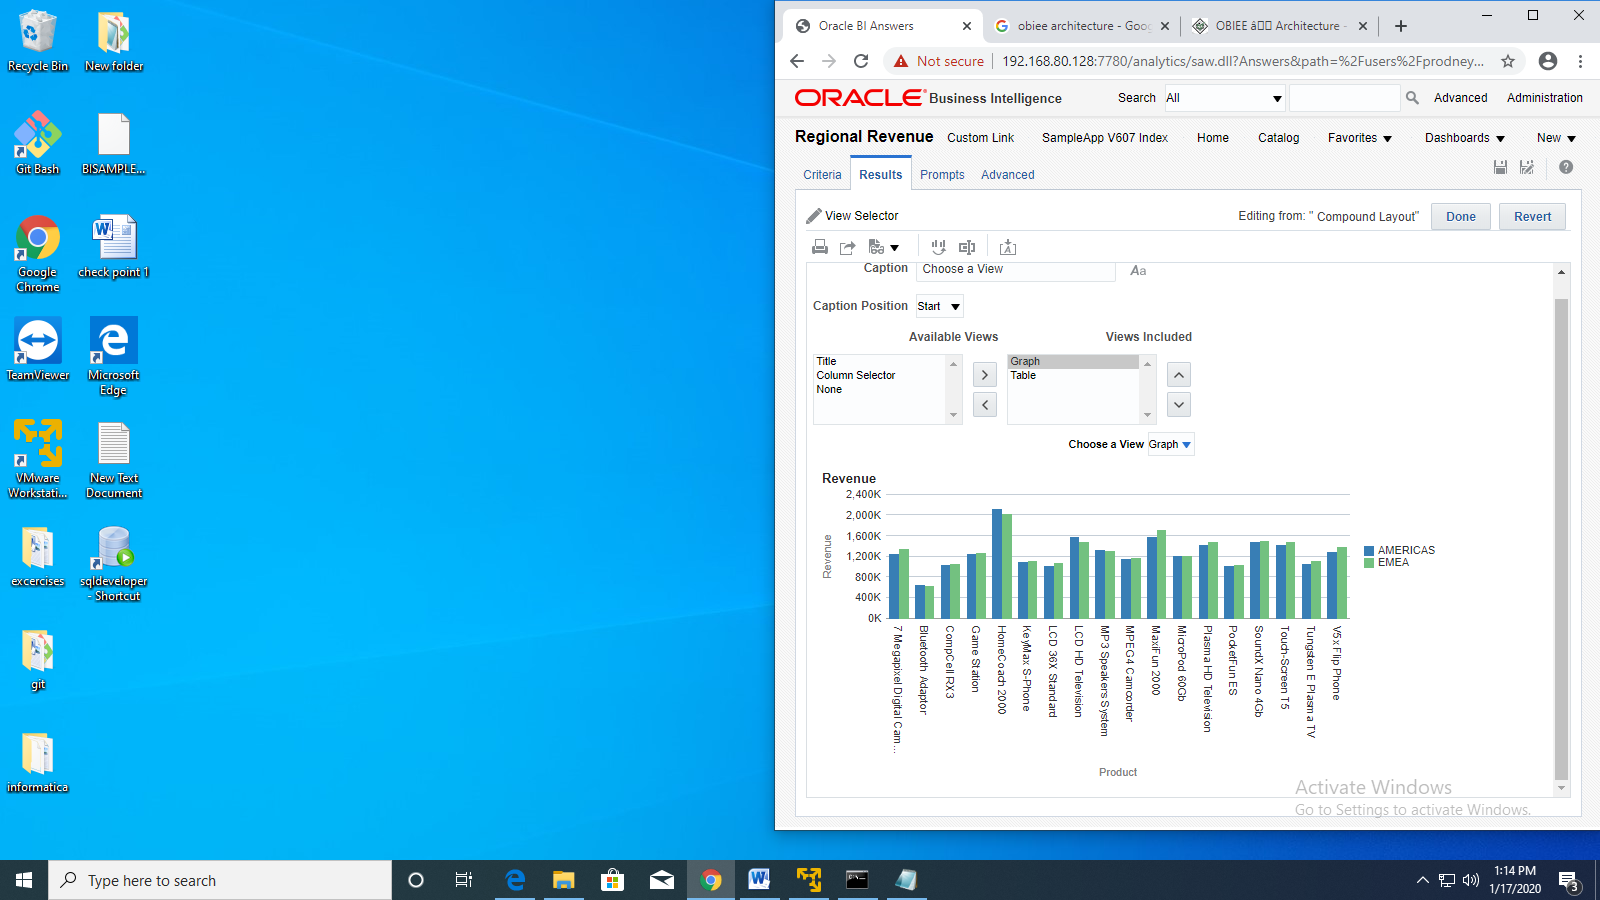 Recycle Bin
New folder
Git Bash
BISAMPLE...
Google
Chrome
check point 1
TeamViewer
Microsoft
Edge
VMware
Workstati...
New Text
Document
excercises
sqldeveloper
- Shortcut
git
informatica
Oracle BI Answers
obiee architecture - Goog
OBIEE â Architecture -
Not secure
192.168.80.128:7780/analytics/saw.dll?Answers&path=%2Fusers%2Fprodney...
ORACLE Business Intelligence
Search
All
Advanced
Administration
Regional Revenue
Custom Link
SampleApp V607 Index
Home
Catalog
Favorites
Dashboards
New
Criteria
Results
Prompts
Advanced
View Selector
Editing from: " Compound Layout"
Done
Revert
Caption
Choose a View
Aa
Caption Position
Start
Available Views
Views Included
Title
Column Selector
None
Graph
Table
Choose a View
Graph
Revenue
2,400K
2,000K
1,600K
1,200K
800K
400K
0K
Revenue
AMERICAS
EMEA
7 Megapixel Digital Cam...
Bluetooth Adaptor
CompCell RX3
Game Station
HomeCoach 2000
KeyMax S-Phone
LCD 36X Standard
LCD HD Television
MP3 Speakers System
MPEG4 Camcorder
MaxiFun 2000
MicroPod 60Gb
Plasma HD Television
PocketFun ES
SoundX Nano 4Gb
Touch-Screen T5
Tungsten E Plasma TV
V5x Flip Phone
Product
Activate Windows
Go to Settings to activate Windows.
Type here to search
1:14 PM
1/17/2020
3